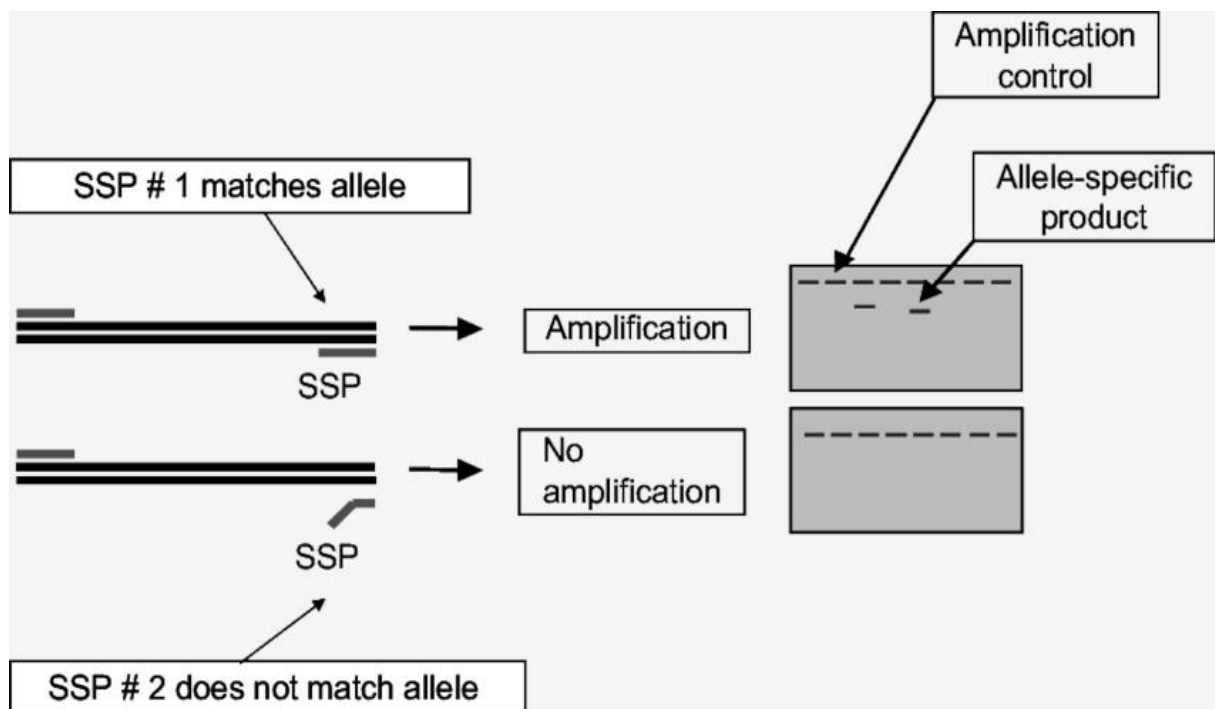 Amplification
control
SSP # 1 matches allele
Allele-specific
product
Amplification
SSP
No
amplification
SSP
SSP # 2 does not match allele